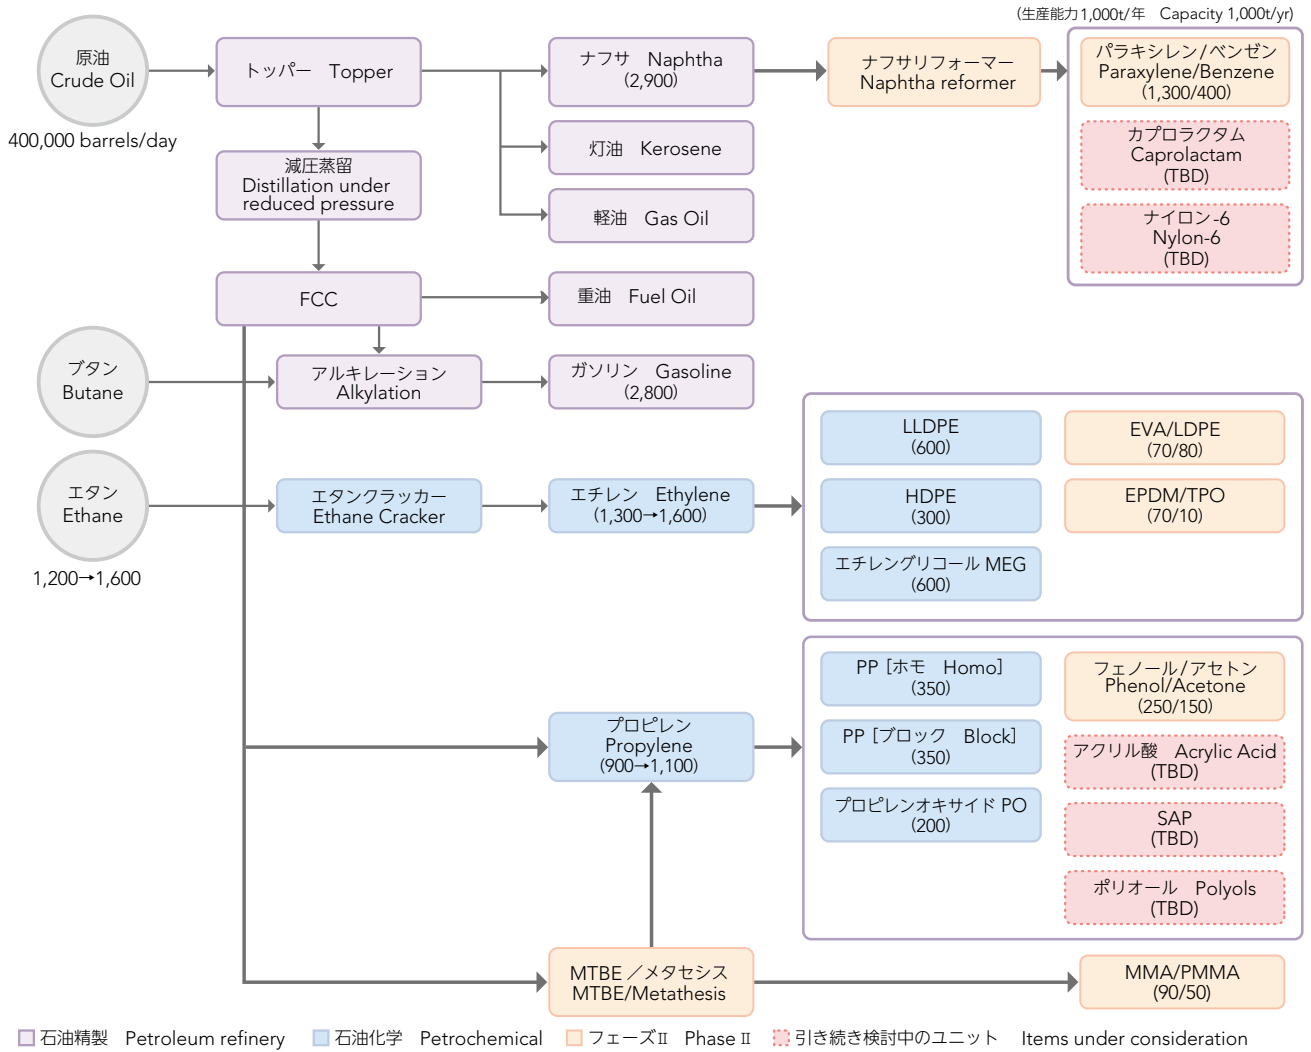 (生産能力1,000t/年　Capacity 1,000t/yr)
原油
Crude Oil
400,000 barrels/day
トッパー　Topper
減圧蒸留
Distillation under
reduced pressure
FCC
ナフサ　Naphtha
(2,900)
灯油　Kerosene
軽油　Gas Oil
重油　Fuel Oil
ナフサリフォーマー
Naphtha reformer
パラキシレン/ベンゼン
Paraxylene/Benzene
(1,300/400)
カプロラクタム
Caprolactam
(TBD)
ナイロン-6
Nylon-6
(TBD)
ブタン
Butane
アルキレーション
Alkylation
ガソリン　Gasoline
(2,800)
エタン
Ethane
1,200→1,600
エタンクラッカー
Ethane Cracker
エチレン　Ethylene
(1,300→1,600)
LLDPE
(600)
HDPE
(300)
エチレングリコール MEG
(600)
EVA/LDPE
(70/80)
EPDM/TPO
(70/10)
プロピレン
Propylene
(900→1,100)
PP [ホモ　Homo]
(350)
PP [ブロック　Block]
(350)
プロピレンオキサイド PO
(200)
フェノール/アセトン
Phenol/Acetone
(250/150)
アクリル酸　Acrylic Acid
(TBD)
SAP
(TBD)
ポリオール　Polyols
(TBD)
MTBE／メタセシス
MTBE/Metathesis
MMA/PMMA
(90/50)
石油精製　Petroleum refinery
石油化学　Petrochemical
フェーズⅡ　Phase Ⅱ
引き続き検討中のユニット　Items under consideration